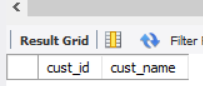 Result Grid Filter
cust_id cust_name